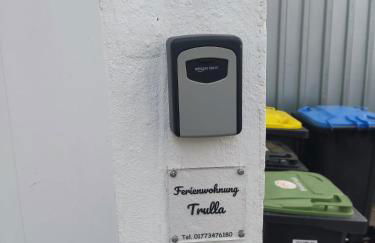 amazon basics
Ferienwohnung
Trulla
Tel. 01773476180